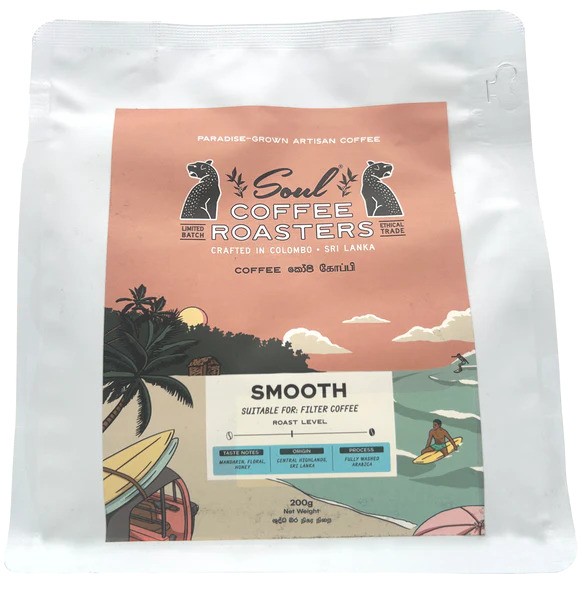 PARADISE-GROWN ARTISAN COFFEE
Soul®
COFFEE
ROASTERS
LIMITED
BATCH
ETHICAL
TRADE
CRAFTED IN COLOMBO • SRI LANKA
COFFEE කෝපි கோப்பி
SMOOTH
SUITABLE FOR: FILTER COFFEE
ROAST LEVEL
TASTE NOTES
MANDARIN, FLORAL,
HONEY
ORIGIN
CENTRAL HIGHLANDS,
SRI LANKA
PROCESS
FULLY WASHED
ARABICA
200g
Net Weight